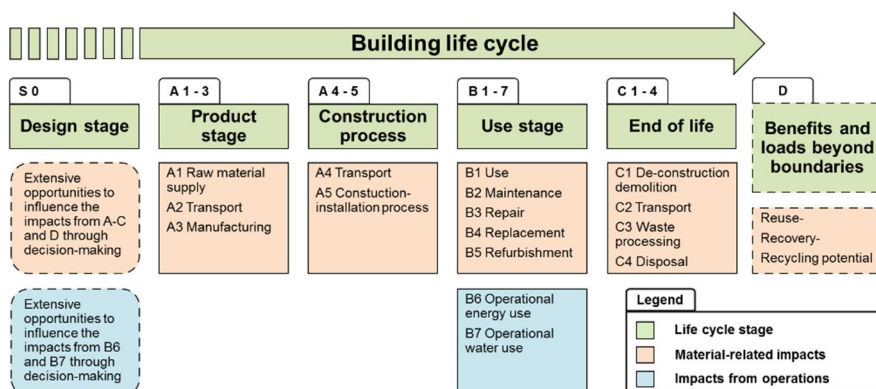 Building life cycle
S 0
Design stage
Extensive
opportunities to
influence the
impacts from A-C
and D through
decision-making
Extensive
opportunities to
influence the
impacts from B6
and B7 through
decision-making
A 1 - 3
Product
stage
A1 Raw material
supply
A2 Transport
A3 Manufacturing
A 4 - 5
Construction
process
A4 Transport
A5 Constuction-
installation process
B 1 - 7
Use stage
B1 Use
B2 Maintenance
B3 Repair
B4 Replacement
B5 Refurbishment
B6 Operational
energy use
B7 Operational
water use
C 1 - 4
End of life
C1 De-construction
demolition
C2 Transport
C3 Waste
processing
C4 Disposal
D
Benefits and
loads beyond
boundaries
Reuse-
Recovery-
Recycling potential
Legend
Life cycle stage
Material-related impacts
Impacts from operations